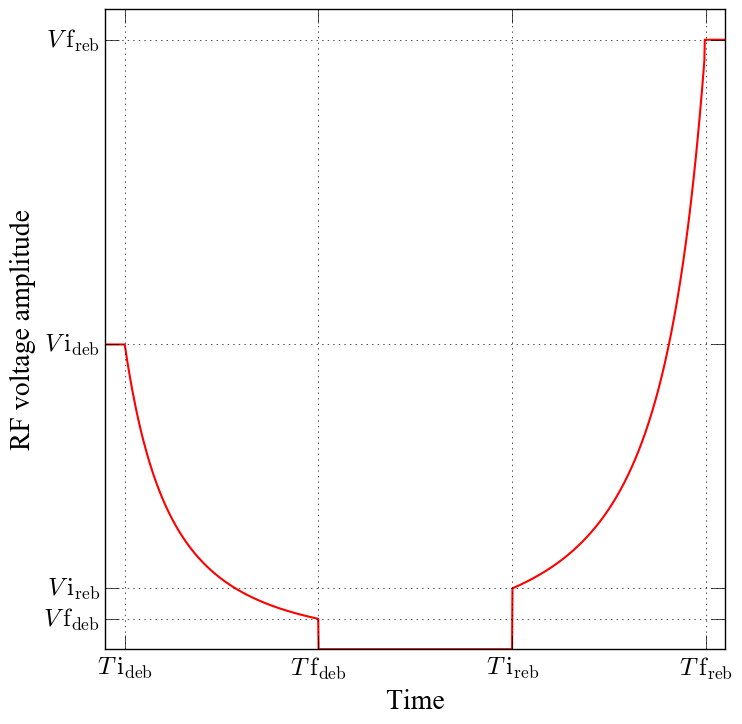 Vf_reb
RF voltage amplitude
Vi_deb
Vi_reb
Vf_deb
Ti_deb Tf_deb Ti_reb Tf_reb
Time